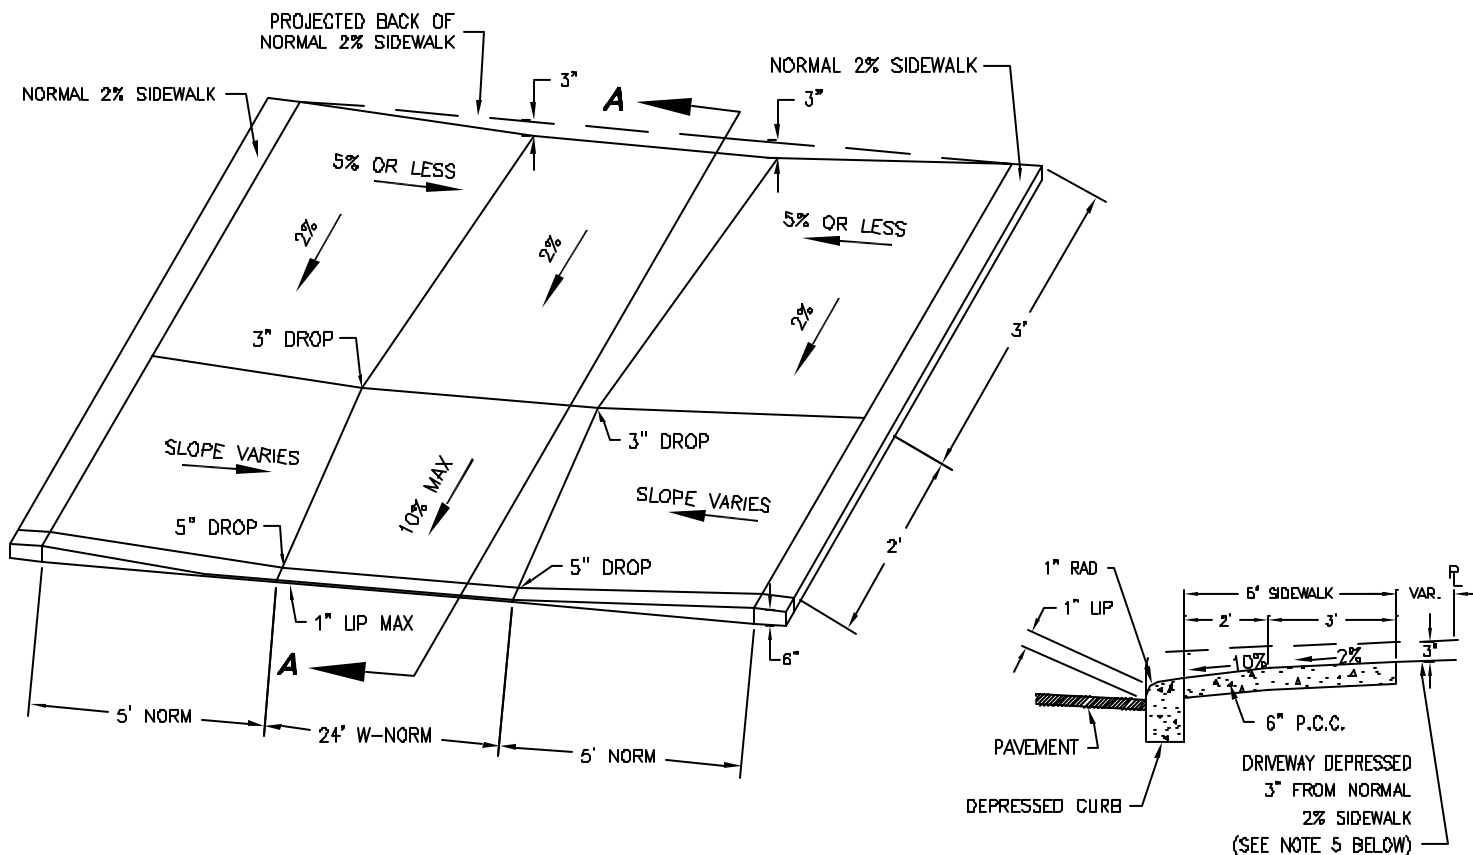 PROJECTED BACK OF
NORMAL 2% SIDEWALK
NORMAL 2% SIDEWALK
3"
A
NORMAL 2% SIDEWALK
3"
5% OR LESS
5% OR LESS
2%
2%
2%
3'
3" DROP
3" DROP
SLOPE VARIES
10% MAX
SLOPE VARIES
5" DROP
5" DROP
2'
1" LIP MAX
A
6"
5' NORM
24' W-NORM
5' NORM
1" RAD
1" LIP
5' SIDEWALK
VAR.
PL
2'
3'
10%
2%
3"
6" P.C.C.
PAVEMENT
DEPRESSED CURB
DRIVEWAY DEPRESSED
3" FROM NORMAL
2% SIDEWALK
(SEE NOTE 5 BELOW)